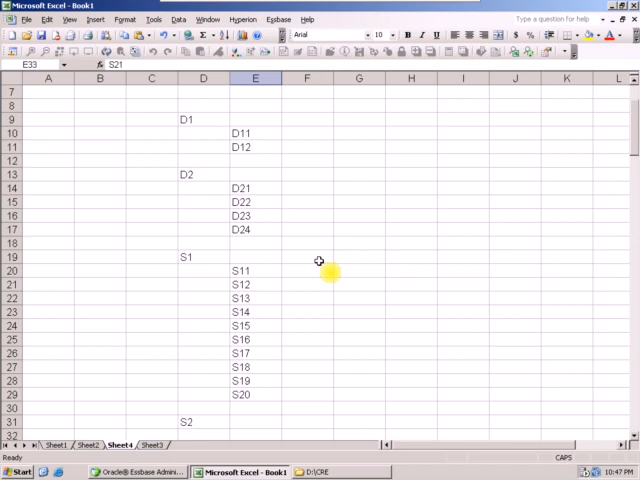 Microsoft Excel - Book1
File Edit View Insert Format Tools Data Window Hyperion Essbase Help Type a question for help
Arial 10 B I U $ %
E33 fx S21
A B C D E F G H I J K L
7
8
9 D1
10 D11
11 D12
12
13 D2
14 D21
15 D22
16 D23
17 D24
18
19 S1
20 S11
21 S12
22 S13
23 S14
24 S15
25 S16
26 S17
27 S18
28 S19
29 S20
30
31 S2
32
Sheet1 Sheet2 Sheet4 Sheet3
Ready CAPS
Start Oracle® Essbase Admini... Microsoft Excel - Book1 D:\CRE 10:47 PM